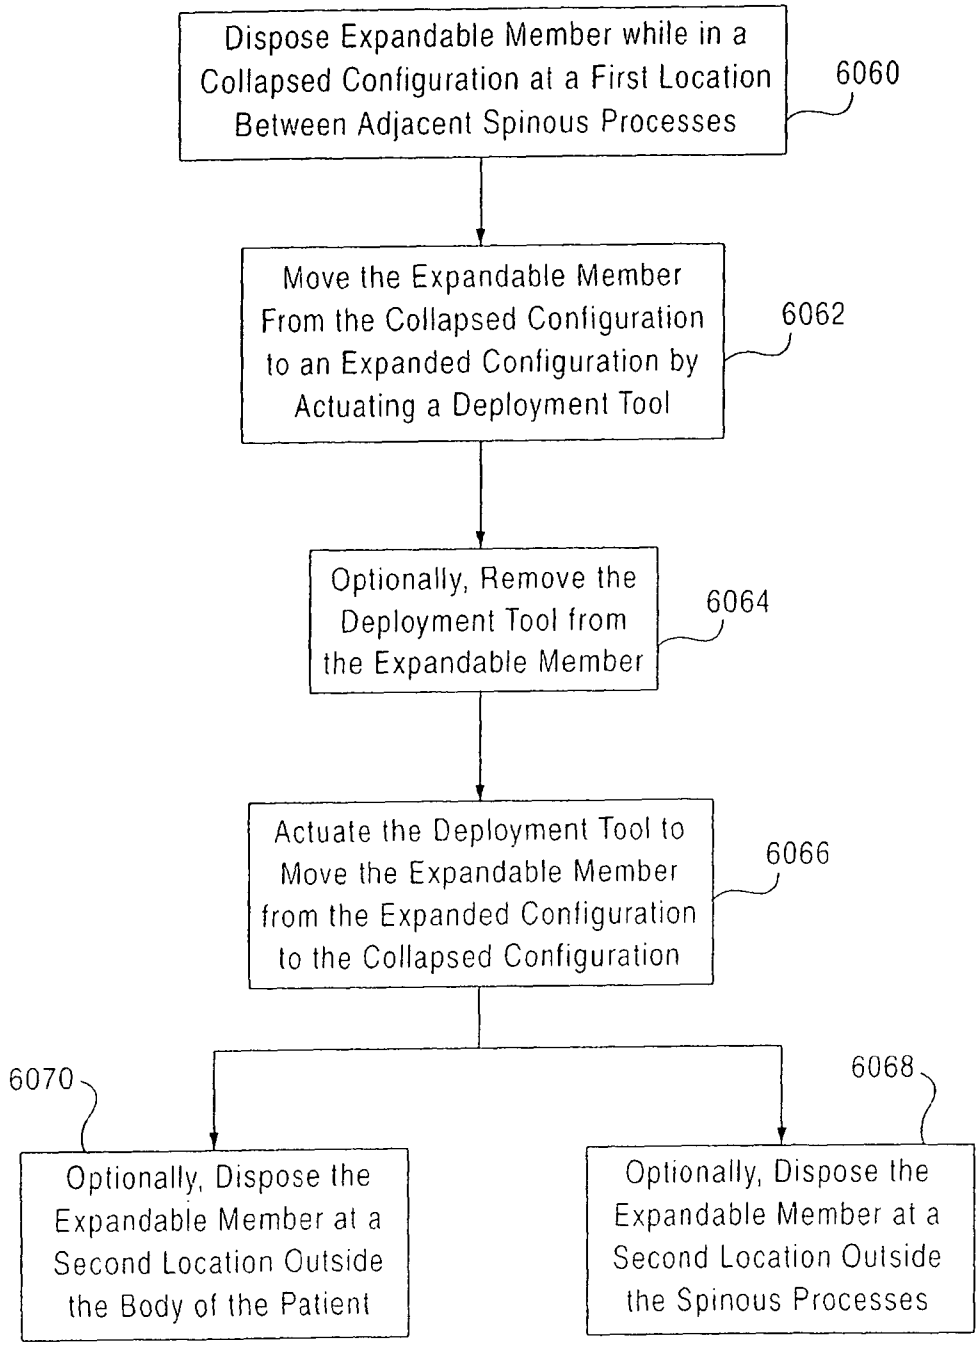 Dispose Expandable Member while in a
Collapsed Configuration at a First Location
Between Adjacent Spinous Processes
6060
Move the Expandable Member
From the Collapsed Configuration
to an Expanded Configuration by
Actuating a Deployment Tool
6062
Optionally, Remove the
Deployment Tool from
the Expandable Member
6064
Actuate the Deployment Tool to
Move the Expandable Member
from the Expanded Configuration
to the Collapsed Configuration
6066
6070
Optionally, Dispose the
Expandable Member at a
Second Location Outside
the Body of the Patient
6068
Optionally, Dispose the
Expandable Member at a
Second Location Outside
the Spinous Processes